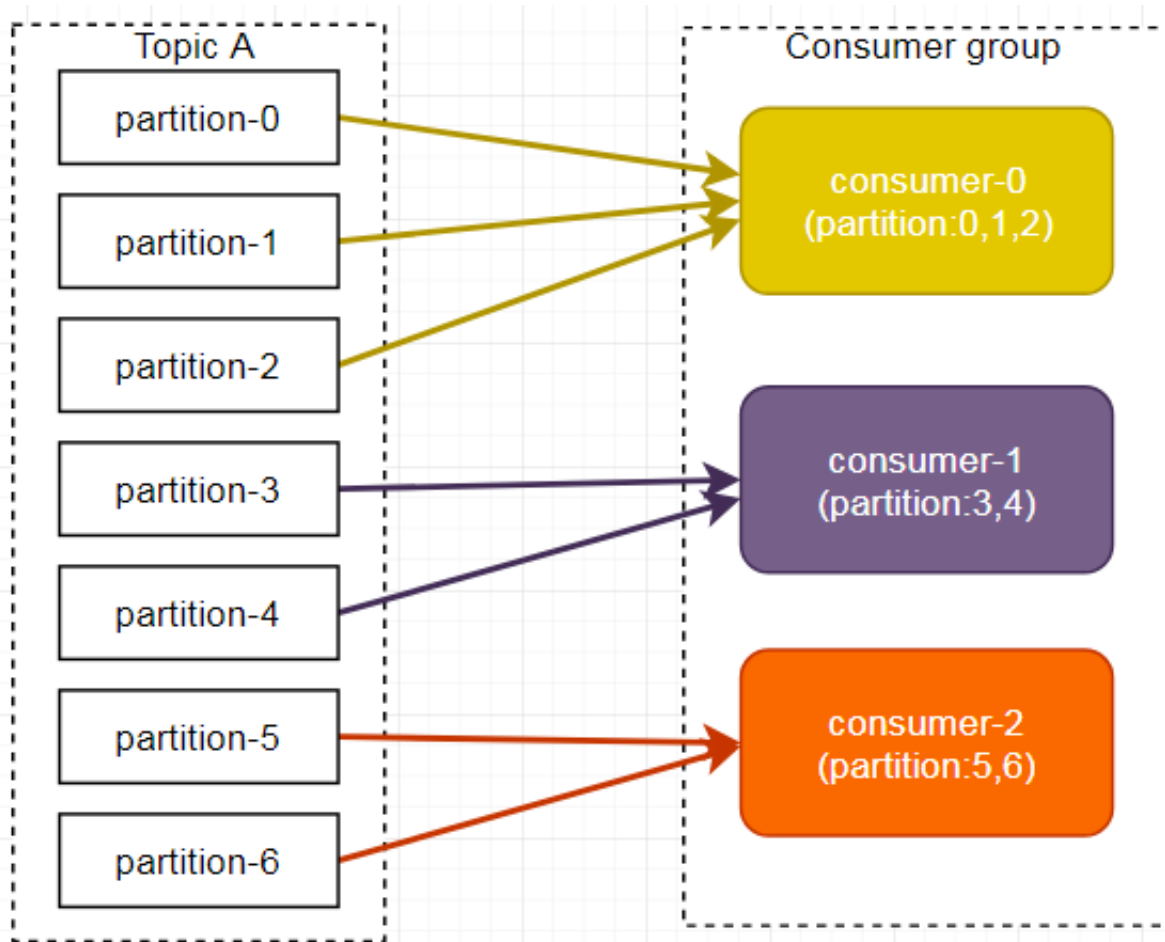 Topic A
partition-0
partition-1
partition-2
partition-3
partition-4
partition-5
partition-6
Consumer group
consumer-0
(partition:0,1,2)
consumer-1
(partition:3,4)
consumer-2
(partition:5,6)